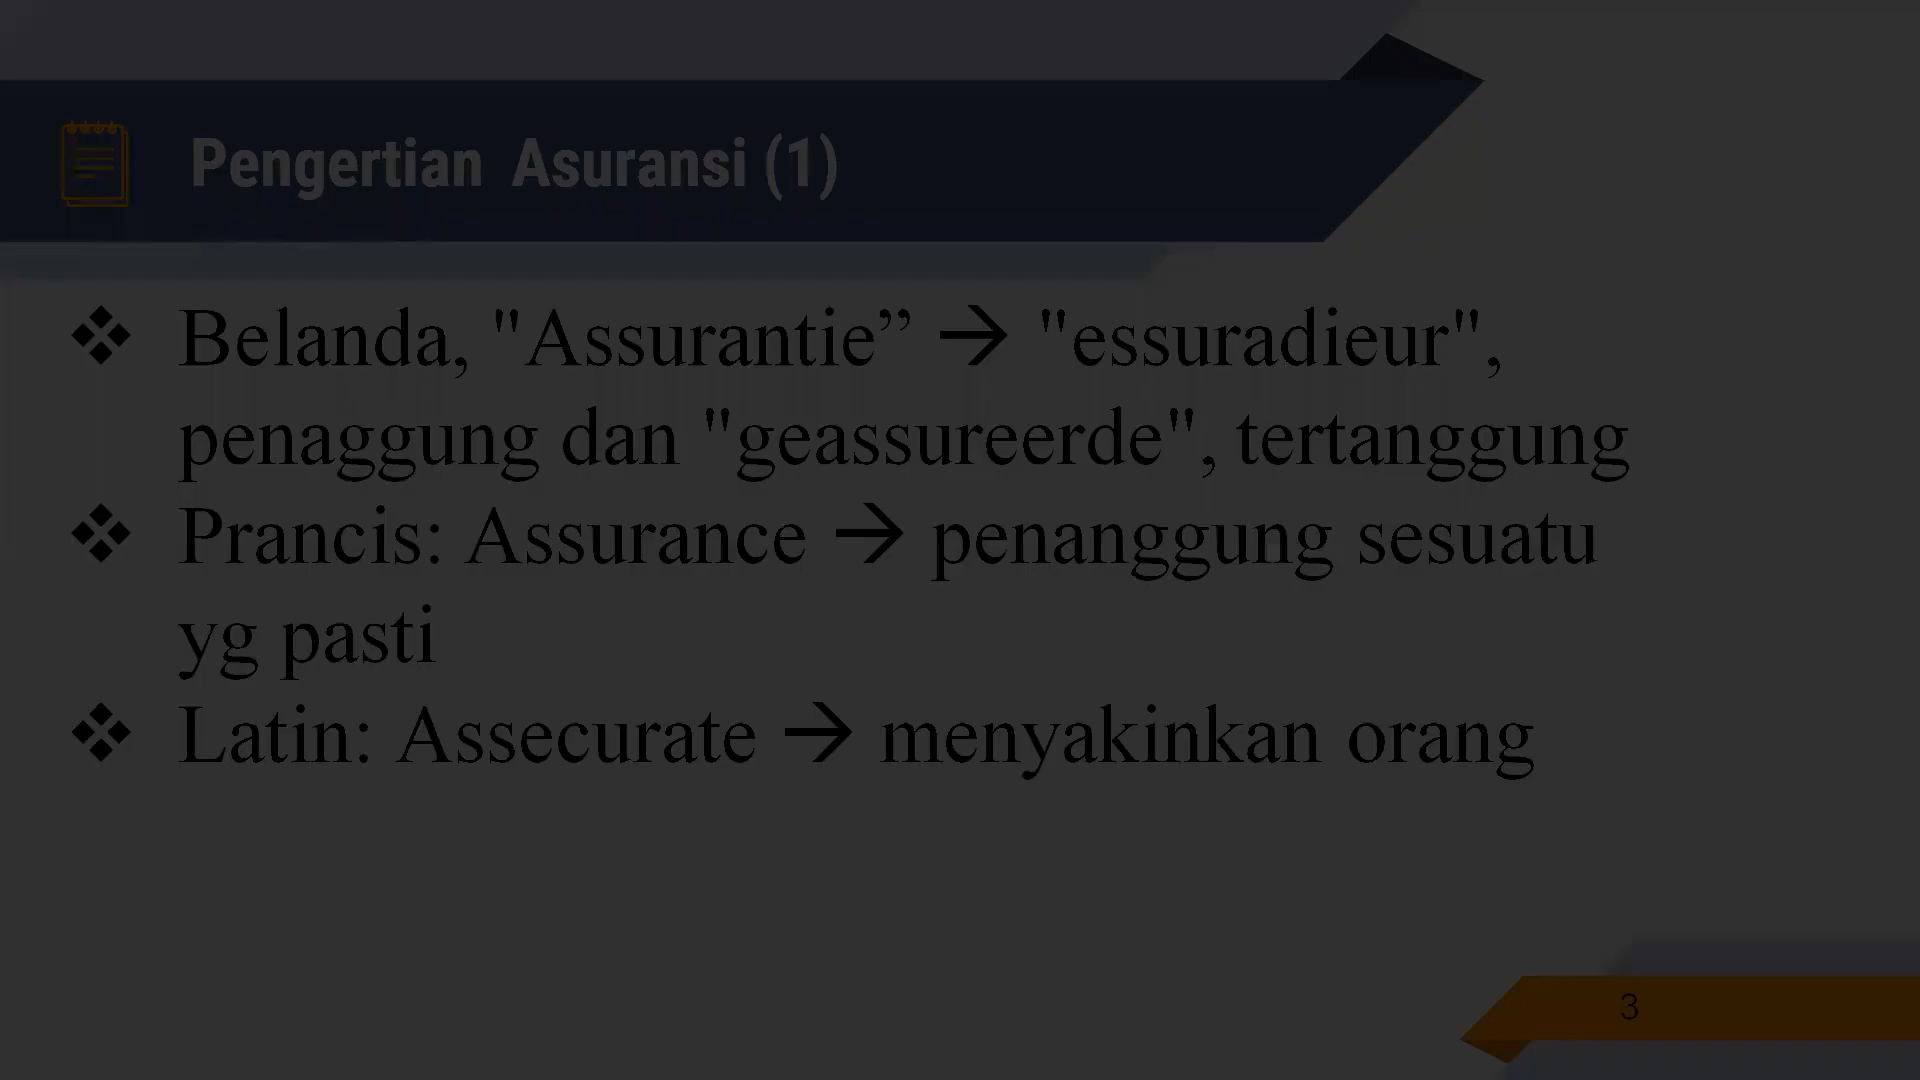 Pengertian Asuransi (1)
❖ Belanda, "Assurantie” → "essuradieur",
penaggung dan "geassureerde", tertanggung
❖ Prancis: Assurance → penanggung sesuatu
yg pasti
❖ Latin: Assecurate → menyakinkan orang
3